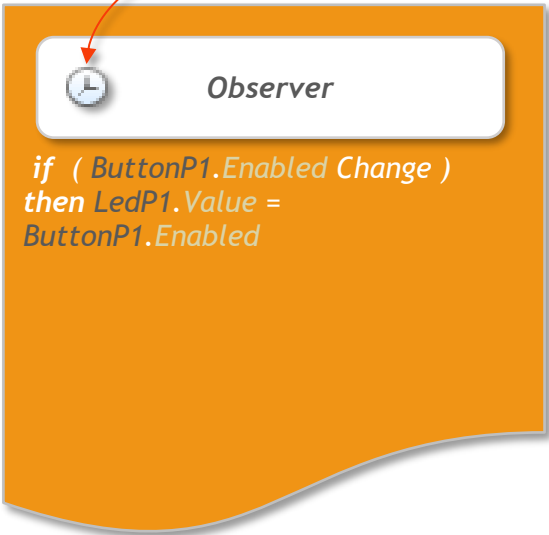 Observer
if ( ButtonP1.Enabled Change )
then LedP1.Value =
ButtonP1.Enabled